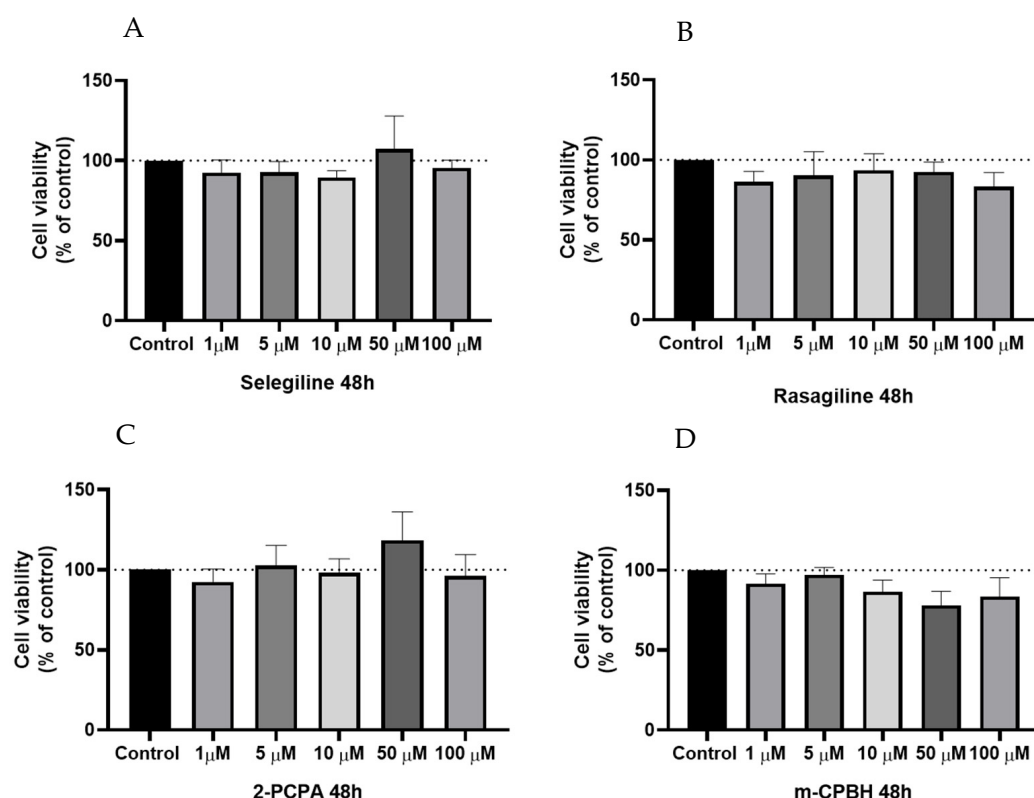 A
Cell viability
(% of control)
150
100
50
0
Control 1μM 5 μM 10 μM 50 μM 100 μM
Selegiline 48h
B
Cell viability
(% of control)
150
100
50
0
Control 1μM 5 μM 10 μM 50 μM 100 μM
Rasagiline 48h
C
Cell viability
(% of control)
150
100
50
0
Control 1μM 5 μM 10 μM 50 μM 100 μM
2-PCPA 48h
D
Cell viability
(% of control)
150
100
50
0
Control 1 μM 5 μM 10 μM 50 μM 100 μM
m-CPBH 48h